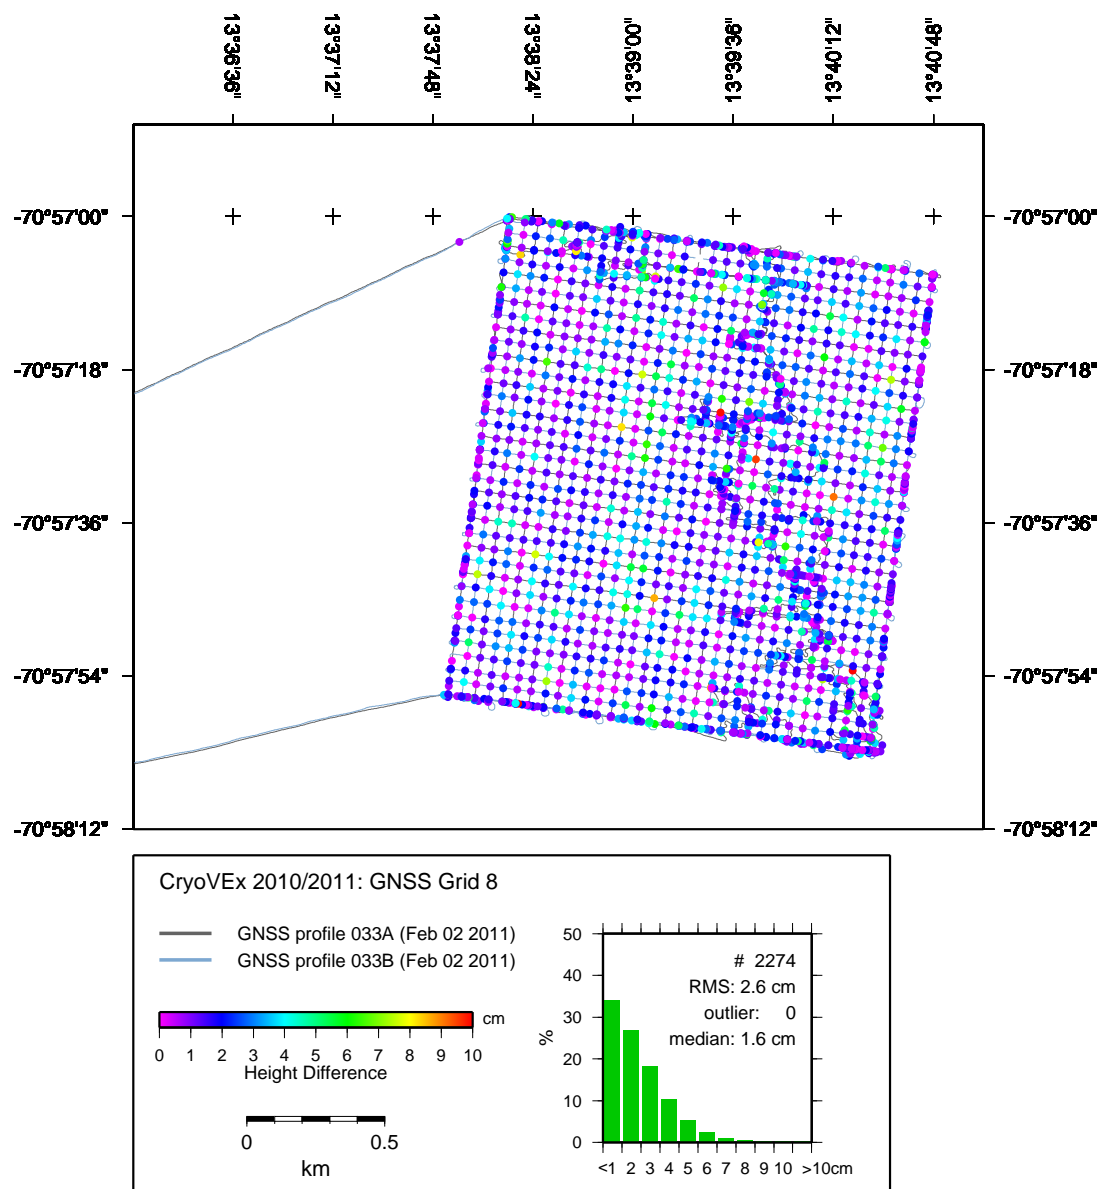 13°36'36" 13°37'12" 13°37'48" 13°38'24" 13°39'00" 13°39'36" 13°40'12" 13°40'48"
-70°57'00" -70°57'00"
-70°57'18" -70°57'18"
-70°57'36" -70°57'36"
-70°57'54" -70°57'54"
-70°58'12" -70°58'12"
CryoVEx 2010/2011: GNSS Grid 8
GNSS profile 033A (Feb 02 2011)
GNSS profile 033B (Feb 02 2011)
cm
0 1 2 3 4 5 6 7 8 9 10
Height Difference
0 0.5
km
50
40
30
20
10
0
%
# 2274
RMS: 2.6 cm
outlier: 0
median: 1.6 cm
<1 2 3 4 5 6 7 8 9 10 >10cm